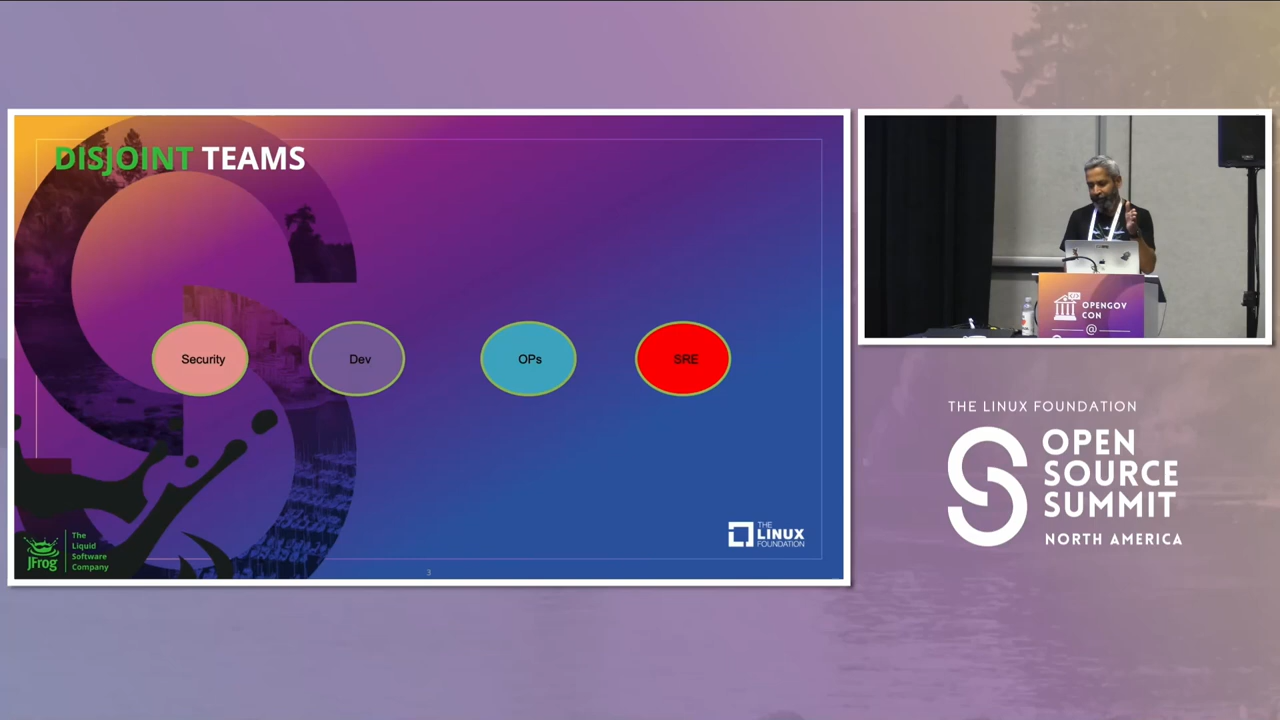 DISJOINT TEAMS
Security
Dev
OPs
SRE
JFrog
The
Liquid
Software
Company
3
THE
LINUX
FOUNDATION
OPENGOV
CON
@
THE LINUX FOUNDATION
OPEN
SOURCE
SUMMIT
NORTH AMERICA